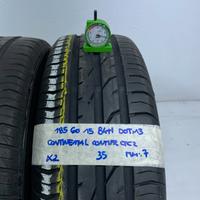 185 60 15 84H DOT13
CONTINENTAL
X2 35 mm.7